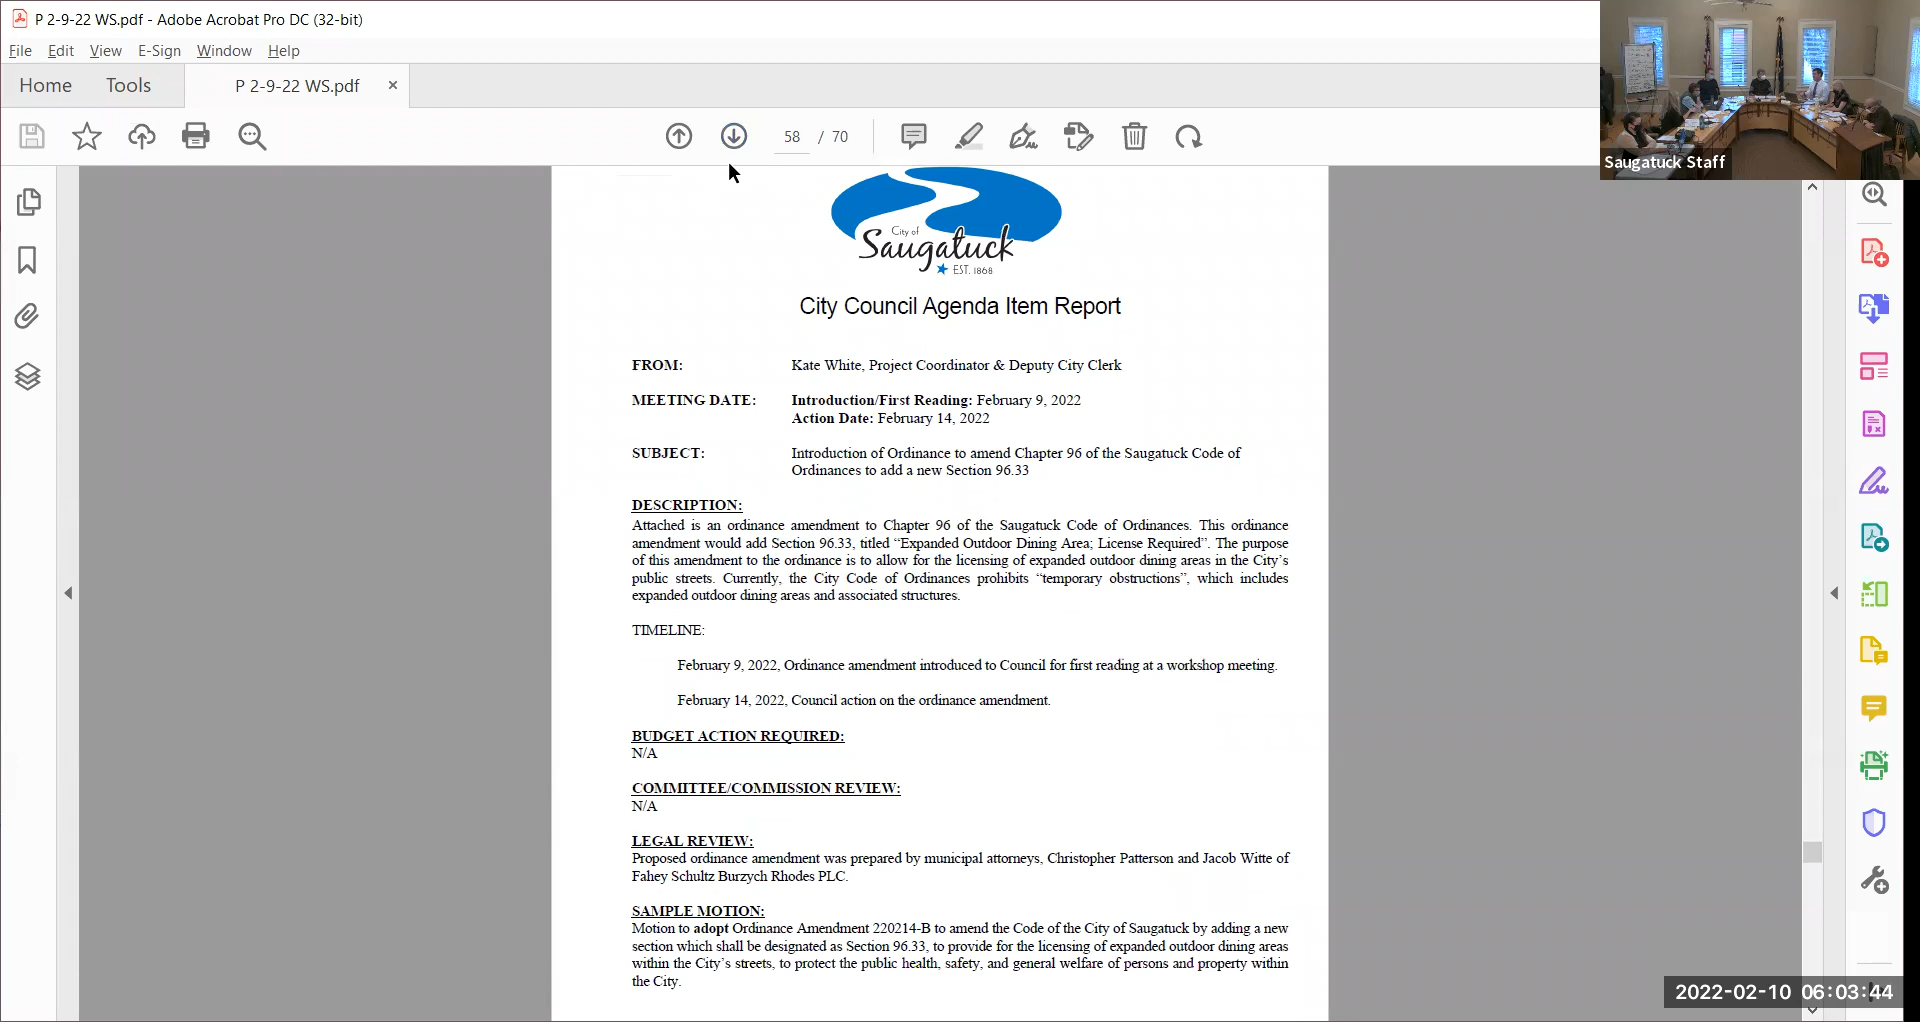 P 2-9-22 WS.pdf - Adobe Acrobat Pro DC (32-bit)
File Edit View E-Sign Window Help
Home Tools P 2-9-22 WS.pdf ×
58 / 70
Saugatuck Staff
City of
Saugatuck
EST. 1868
City Council Agenda Item Report
FROM: Kate White, Project Coordinator & Deputy City Clerk
MEETING DATE: Introduction/First Reading: February 9, 2022
Action Date: February 14, 2022
SUBJECT: Introduction of Ordinance to amend Chapter 96 of the Saugatuck Code of
Ordinances to add a new Section 96.33
DESCRIPTION:
Attached is an ordinance amendment to Chapter 96 of the Saugatuck Code of Ordinances. This ordinance
amendment would add Section 96.33, titled “Expanded Outdoor Dining Area; License Required”. The purpose
of this amendment to the ordinance is to allow for the licensing of expanded outdoor dining areas in the City’s
public streets. Currently, the City Code of Ordinances prohibits “temporary obstructions”, which includes
expanded outdoor dining areas and associated structures.
TIMELINE:
February 9, 2022, Ordinance amendment introduced to Council for first reading at a workshop meeting.
February 14, 2022, Council action on the ordinance amendment.
BUDGET ACTION REQUIRED:
N/A
COMMITTEE/COMMISSION REVIEW:
N/A
LEGAL REVIEW:
Proposed ordinance amendment was prepared by municipal attorneys, Christopher Patterson and Jacob Witte of
Fahey Schultz Burzych Rhodes PLC.
SAMPLE MOTION:
Motion to adopt Ordinance Amendment 220214-B to amend the Code of the City of Saugatuck by adding a new
section which shall be designated as Section 96.33, to provide for the licensing of expanded outdoor dining areas
within the City’s streets, to protect the public health, safety, and general welfare of persons and property within
the City.
2022-02-10 06:03:44